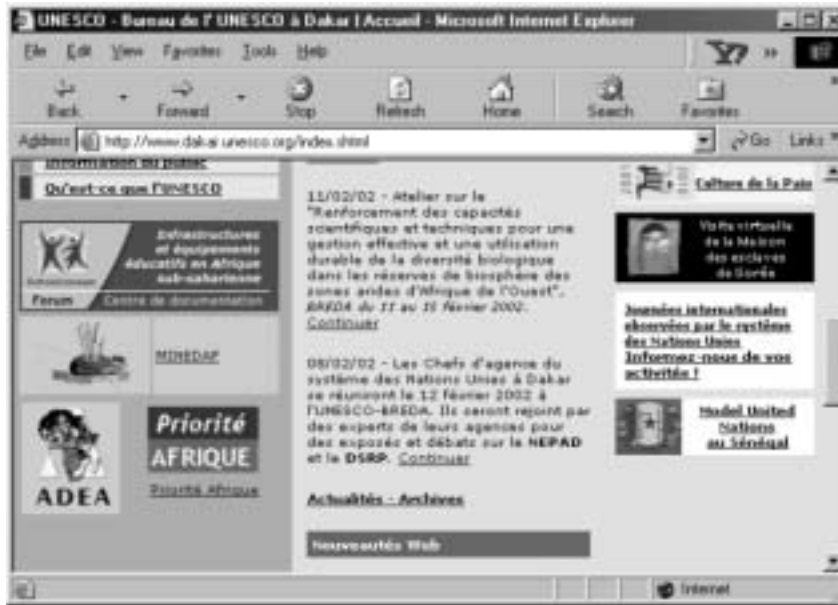 UNESCO - Bureau de l'UNESCO à Dakar | Accueil - Microsoft Internet Explorer
File Edit View Favorites Tools Help
Back Forward Stop Refresh Home Search Favorites
Address http://www.dakar.unesco.org/index.shtml Go Links
Information du public
Qu'est-ce que l'UNESCO
Infrastructures
et équipements
éducatifs en Afrique
sub-saharienne
Forum Centre de documentation
MINEDAF
Priorité
AFRIQUE
ADEA
Priorité Afrique
11/02/02 - Atelier sur le
"Renforcement des capacités
scientifiques et techniques pour une
gestion effective et une utilisation
durable de la diversité biologique
dans les réserves de biosphère des
zones arides d'Afrique de l'Ouest",
BREDA du 11 au 15 février 2002.
Continuer
08/02/02 - Les Chefs d'agence du
système des Nations Unies à Dakar
se réuniront le 12 février 2002 à
l'UNESCO-BREDA. Ils seront rejoint par
des experts de leurs agences pour
des exposés et débats sur le NEPAD
et le DSRP. Continuer
Actualités - Archives
Nouveautés Web
Culture de la Paix
Visite virtuelle
de la Maison
des esclaves
de Gorée
Journées internationales
observées par le système
des Nations Unies
Informez-nous de vos
activités !
Model United
Nations
au Sénégal
Internet